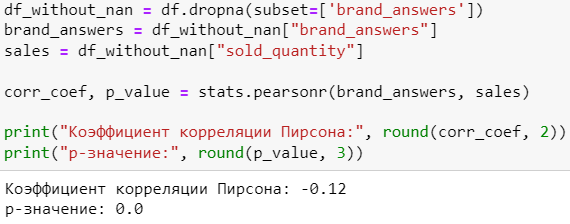 df_without_nan = df.dropna(subset=['brand_answers'])
brand_answers = df_without_nan["brand_answers"]
sales = df_without_nan["sold_quantity"]
corr_coef, p_value = stats.pearsonr(brand_answers, sales)
print("Коэффициент корреляции Пирсона:", round(corr_coef, 2))
print("p-значение:", round(p_value, 3))
Коэффициент корреляции Пирсона: -0.12
p-значение: 0.0